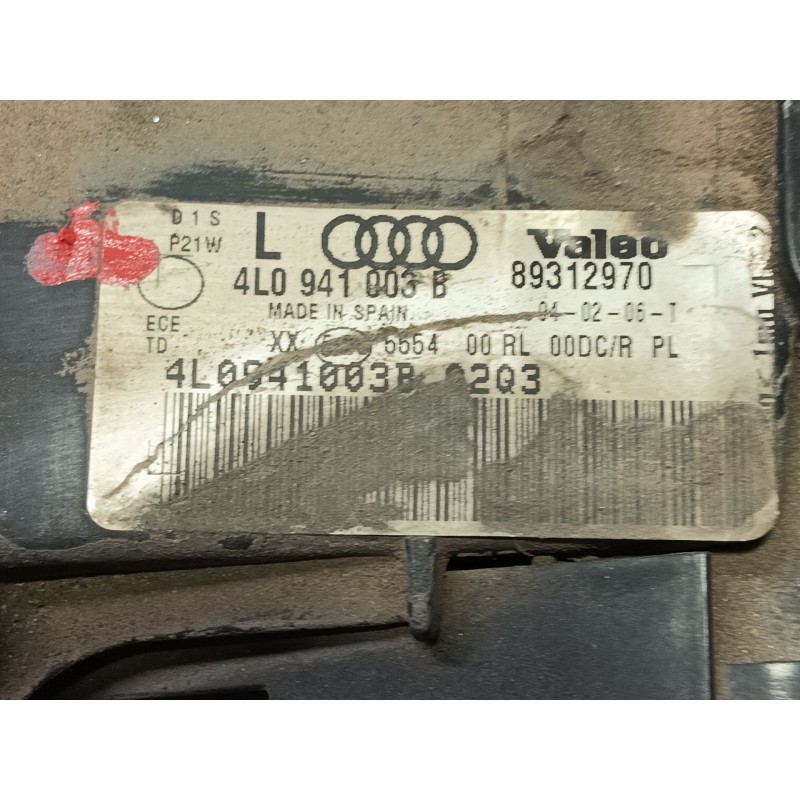 D1S L Valeo
P21W
4L0 941 003 B 89312970
MADE IN SPAIN 04-02-06-T
ECE
TD XX 5554 00 RL 00DC/R PL
4L0941003B 02Q3